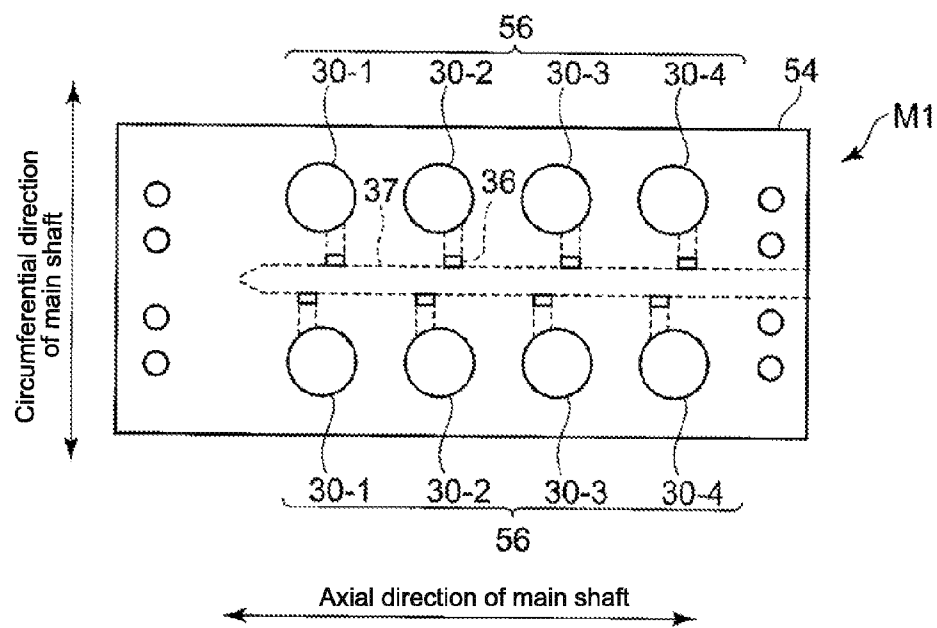 56
30-1 30-2 30-3 30-4 54
M1
37 36
Circumferential direction
of main shaft
30-1 30-2 30-3 30-4
56
Axial direction of main shaft